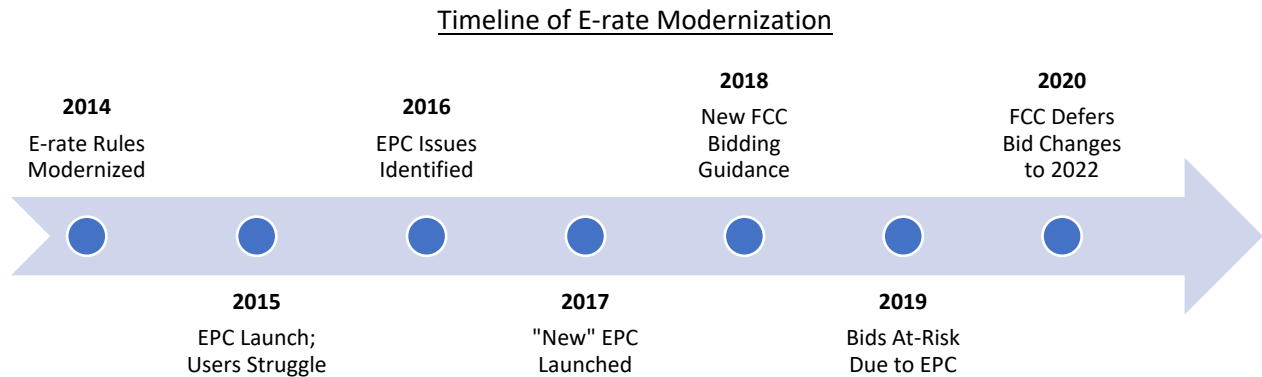 Timeline of E-rate Modernization
2014
E-rate Rules
Modernized
2015
EPC Launch;
Users Struggle
2016
EPC Issues
Identified
2017
"New" EPC
Launched
2018
New FCC
Bidding
Guidance
2019
Bids At-Risk
Due to EPC
2020
FCC Defers
Bid Changes
to 2022